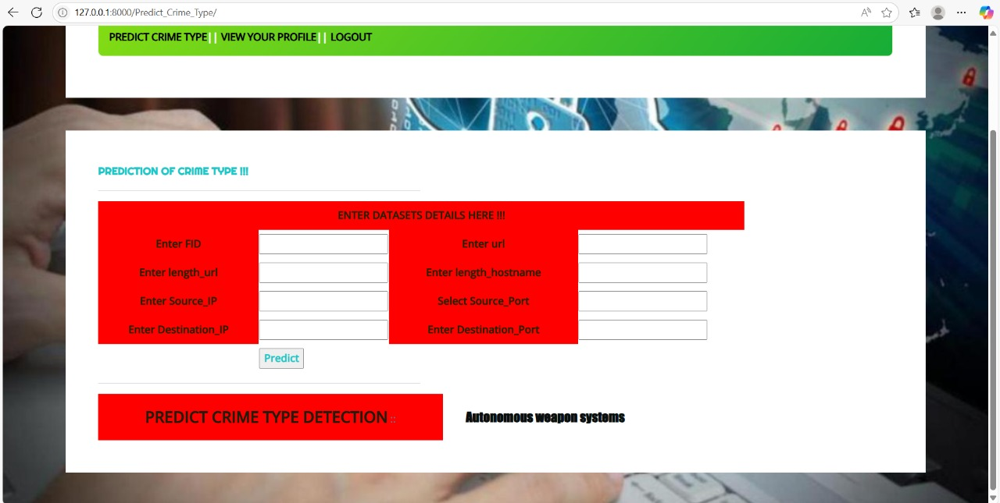 127.0.0.1:8000/Predict_Crime_Type/
PREDICT CRIME TYPE || VIEW YOUR PROFILE || LOGOUT
PREDICTION OF CRIME TYPE !!!
ENTER DATASETS DETAILS HERE !!!
Enter FID Enter url
Enter length_url Enter length_hostname
Enter Source_IP Select Source_Port
Enter Destination_IP Enter Destination_Port
Predict
PREDICT CRIME TYPE DETECTION :: Autonomous weapon systems